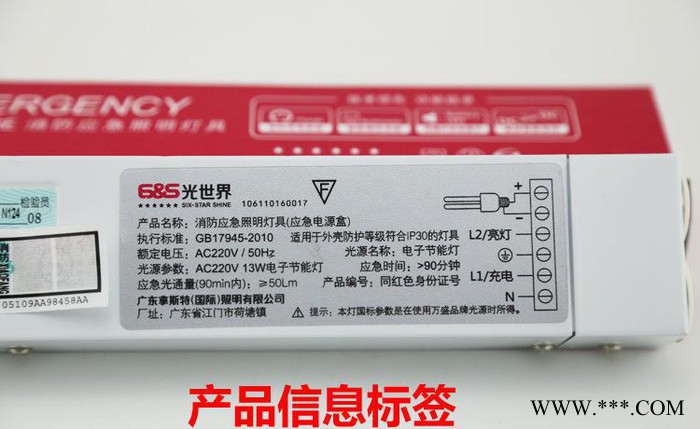 ERGENCY
消防应急照明灯具
检验员
N124
08
05109AA98458AA
G&S光世界
SIX-STAR SHINE
106110160017
F
产品名称: 消防应急照明灯具(应急电源盒)
执行标准: GB17945-2010 适用于外壳防护等级符合IP30的灯具
额定电压: AC220V / 50Hz 光源名称: 电子节能灯
光源参数: AC220V 13W电子节能灯 应急时间: >90分钟
应急光通量(90min内): ≥50Lm 产品编号: 同红色身份证号
广东拿斯特(国际)照明有限公司
厂址: 广东省江门市荷塘镇
提示: 本灯国标参数是在使用万盛品牌光源时所得。
+
-
L2/亮灯
L1/充电
N
产品信息标签
WWW.***.COM